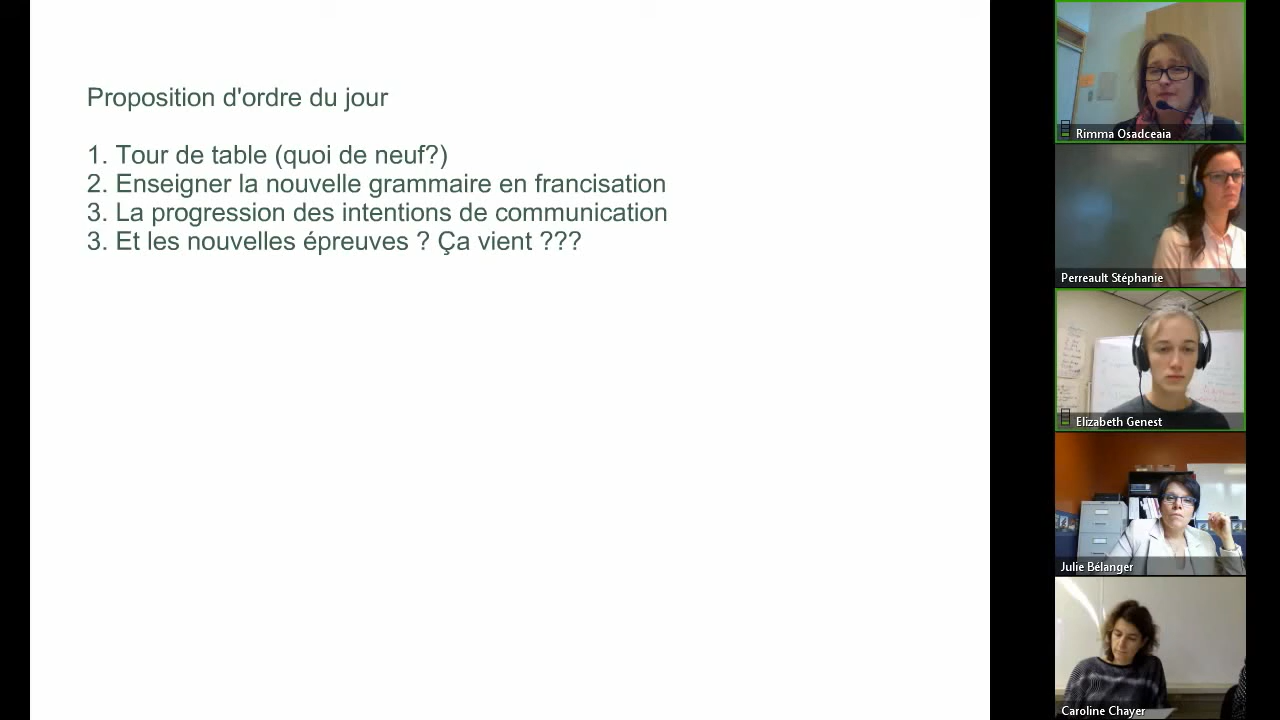 Proposition d'ordre du jour
1. Tour de table (quoi de neuf?)
2. Enseigner la nouvelle grammaire en francisation
3. La progression des intentions de communication
3. Et les nouvelles épreuves ? Ça vient ???
Rimma Osadceaia
Perreault Stéphanie
Elizabeth Genest
Julie Bélanger
Caroline Chayer